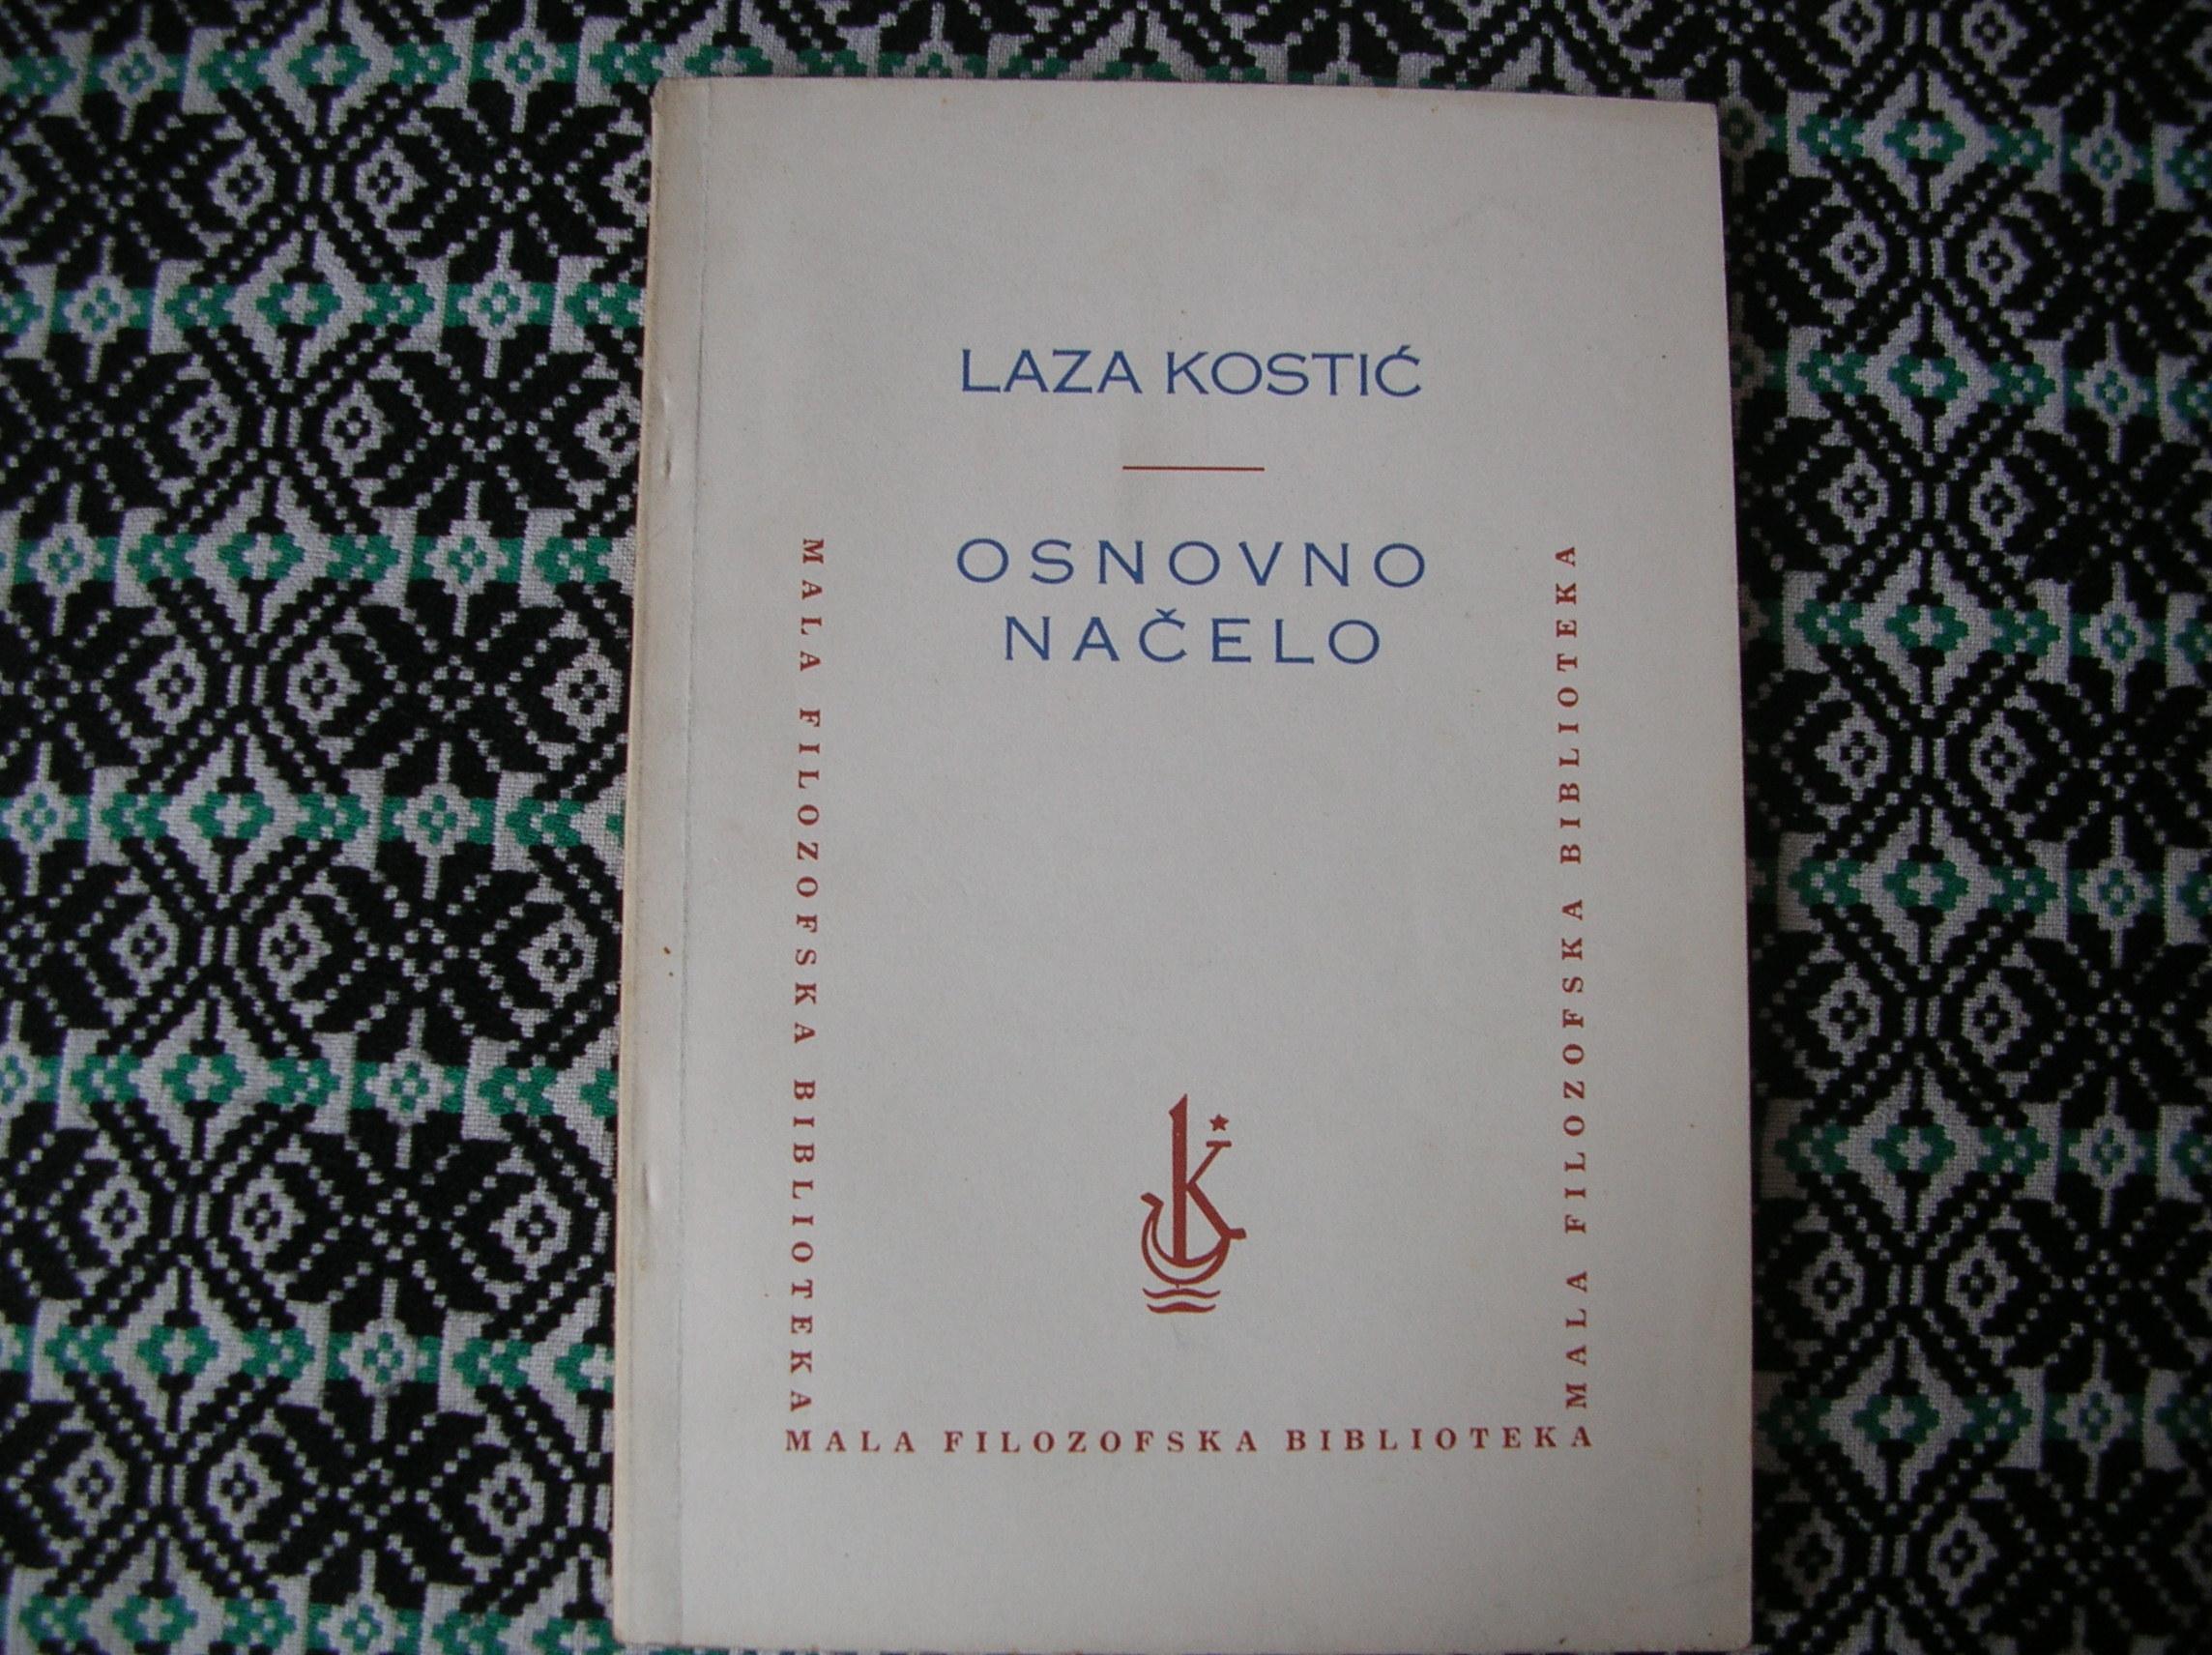 LAZA KOSTIĆ
OSNOVNO
NAČELO
MALA FILOZOFSKA BIBLIOTEKA
MALA FILOZOFSKA BIBLIOTEKA
MALA FILOZOFSKA BIBLIOTEKA
K